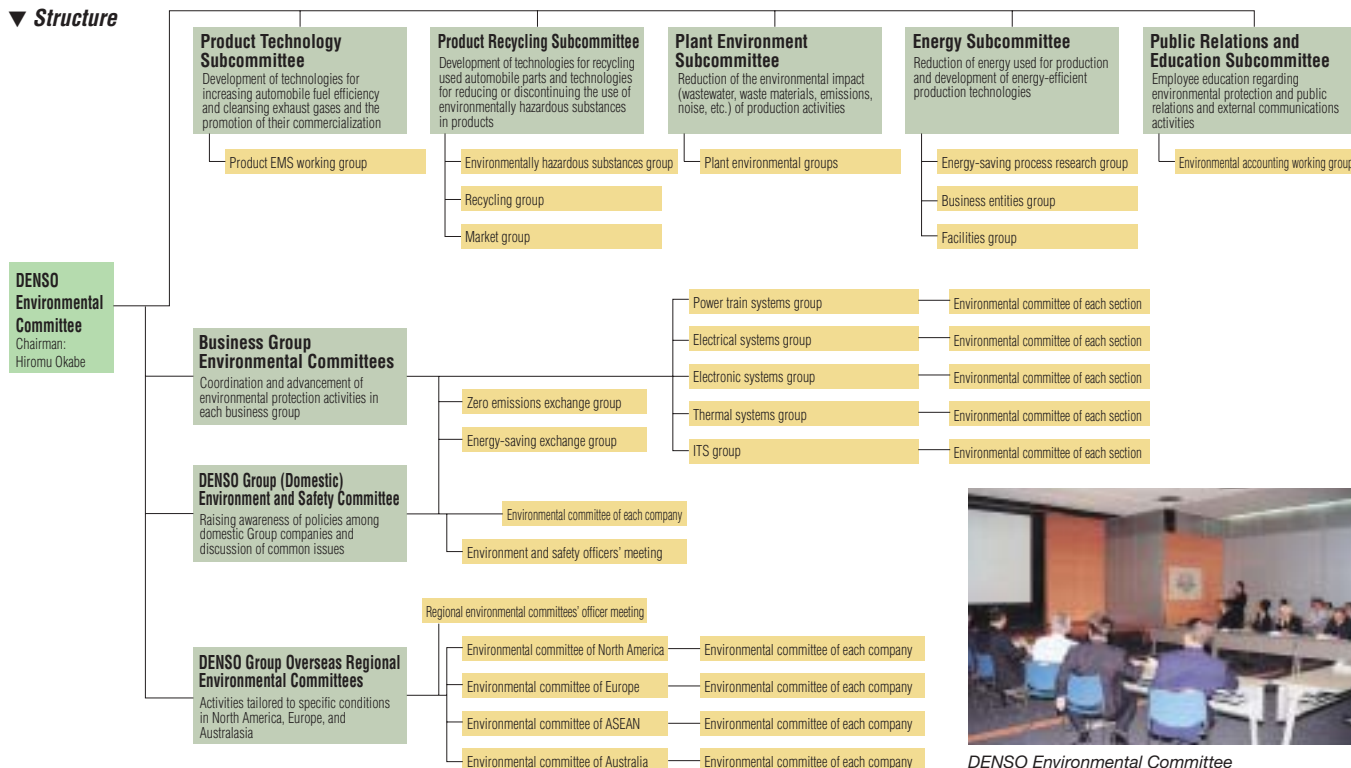 ▼ Structure
Product Technology
Subcommittee
Development of technologies for
increasing automobile fuel efficiency
and cleansing exhaust gases and the
promotion of their commercialization
Product EMS working group
Product Recycling Subcommittee
Development of technologies for recycling
used automobile parts and technologies
for reducing or discontinuing the use of
environmentally hazardous substances
in products
Environmentally hazardous substances group
Recycling group
Market group
Plant Environment
Subcommittee
Reduction of the environmental impact
(wastewater, waste materials, emissions,
noise, etc.) of production activities
Plant environmental groups
Energy Subcommittee
Reduction of energy used for production
and development of energy-efficient
production technologies
Energy-saving process research group
Business entities group
Facilities group
Public Relations and
Education Subcommittee
Employee education regarding
environmental protection and public
relations and external communications
activities
Environmental accounting working group
DENSO
Environmental
Committee
Chairman:
Hiromu Okabe
Business Group
Environmental Committees
Coordination and advancement of
environmental protection activities in
each business group
Zero emissions exchange group
Energy-saving exchange group
Power train systems group
Environmental committee of each section
Electrical systems group
Environmental committee of each section
Electronic systems group
Environmental committee of each section
Thermal systems group
Environmental committee of each section
ITS group
Environmental committee of each section
DENSO Group (Domestic)
Environment and Safety Committee
Raising awareness of policies among
domestic Group companies and
discussion of common issues
Environmental committee of each company
Environment and safety officers' meeting
DENSO Group Overseas Regional
Environmental Committees
Activities tailored to specific conditions
in North America, Europe, and
Australasia
Regional environmental committees' officer meeting
Environmental committee of North America
Environmental committee of each company
Environmental committee of Europe
Environmental committee of each company
Environmental committee of ASEAN
Environmental committee of each company
Environmental committee of Australia
Environmental committee of each company
DENSO Environmental Committee